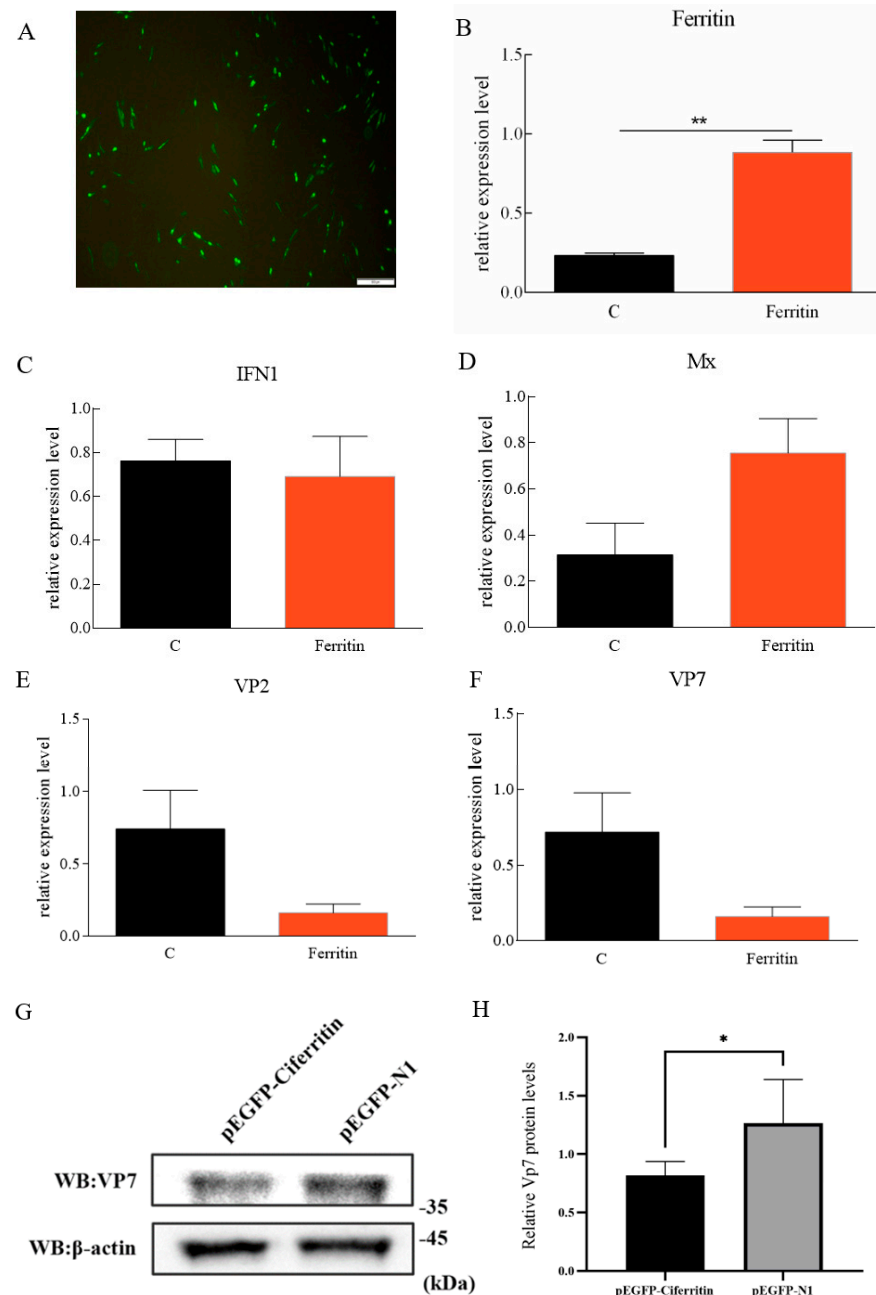 A
B
Ferritin
relative expression level
1.5
1.0
0.5
0.0
**
C
Ferritin
C
IFN1
relative expression level
1.0
0.8
0.6
0.4
0.2
0.0
C
Ferritin
D
Mx
relative expression level
1.0
0.8
0.6
0.4
0.2
0.0
C
Ferritin
E
VP2
relative expression level
1.5
1.0
0.5
0.0
C
Ferritin
F
VP7
relative expression level
1.5
1.0
0.5
0.0
C
Ferritin
G
pEGFP-Ciferritin
pEGFP-N1
WB:VP7
-35
-45
WB:β-actin
(kDa)
H
Relative Vp7 protein levels
2.0
1.5
1.0
0.5
0.0
*
pEGFP-Ciferritin
pEGFP-N1